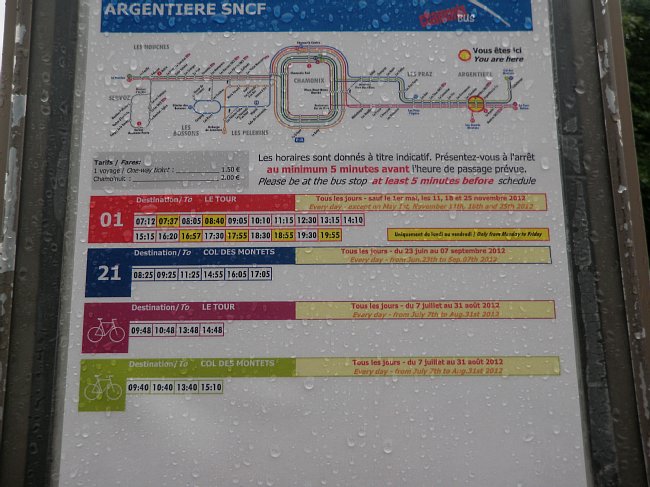 ARGENTIERE SNCF
BUS
LES HOUCHES
Vous êtes ici
You are here
CHAMONIX
LES PRAZ
ARGENTIERE
SERVOZ
LES BOSSONS
LES PELERINS
Tarifs / Fares:
1 voyage / One-way ticket : 1.50 €
Chamo'nuit : 2.00 €
Les horaires sont donnés à titre indicatif. Présentez-vous à l'arrêt
au minimum 5 minutes avant l'heure de passage prévue.
Please be at the bus stop at least 5 minutes before schedule
01
Destination/To LE TOUR
Tous les jours - sauf le 1er mai, les 11, 18 et 25 novembre 2012
Every day - except on May 1st, November 11th, 18th and 25th 2012
07:12 07:37 08:05 08:40 09:05 10:10 11:15 12:30 13:15 14:10
15:15 16:20 16:57 17:30 17:55 18:30 18:55 19:30 19:55
Uniquement du lundi au vendredi / Only from Monday to Friday
21
Destination/To COL DES MONTETS
Tous les jours - du 23 juin au 07 septembre 2012
Every day - from Jun.23th to Sep.07th 2012
08:25 09:25 11:25 14:55 16:05 17:05
Destination/To LE TOUR
Tous les jours - du 7 juillet au 31 août 2012
Every day - from July 7th to Aug.31st 2012
09:48 10:48 13:48 14:48
Destination/To COL DES MONTETS
Tous les jours - du 7 juillet au 31 août 2012
Every day - from July 7th to Aug.31st 2012
09:40 10:40 13:40 15:10